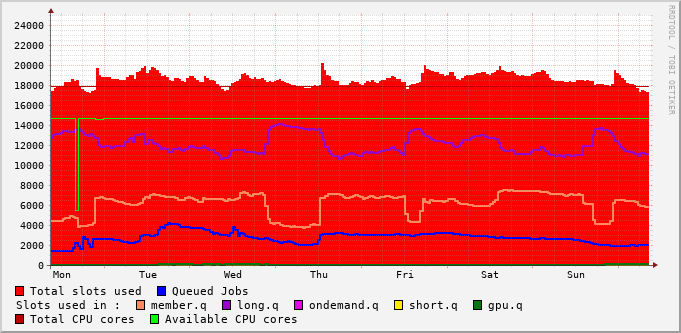 24000
22000
20000
18000
16000
14000
12000
10000
8000
6000
4000
2000
0
Mon Tue Wed Thu Fri Sat Sun
RRDTOOL / TOBI OETIKER
Total slots used Queued Jobs
Slots used in : member.q long.q ondemand.q short.q gpu.q
Total CPU cores Available CPU cores